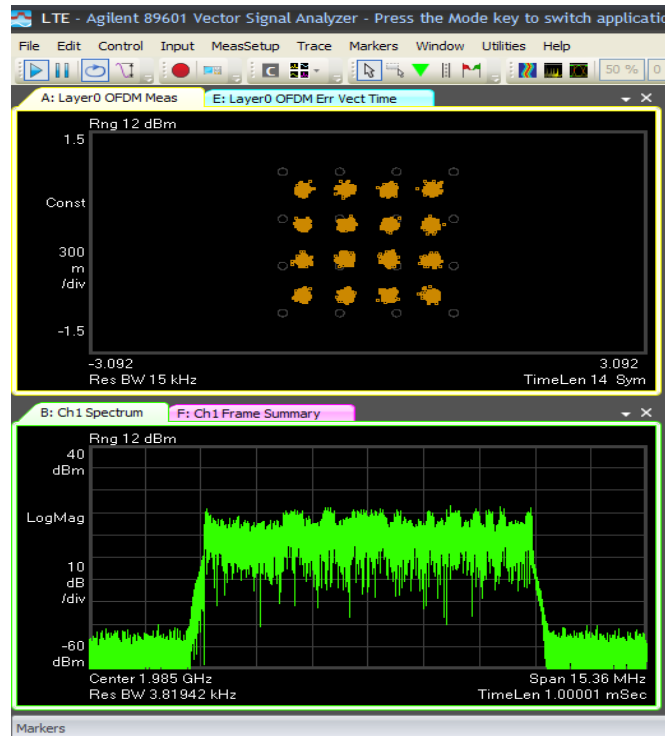 LTE - Agilent 89601 Vector Signal Analyzer - Press the Mode key to switch applicatio
File Edit Control Input MeasSetup Trace Markers Window Utilities Help
50 % 0
A: Layer0 OFDM Meas E: Layer0 OFDM Err Vect Time
Rng 12 dBm
1.5
Const
300
m
/div
-1.5
-3.092 3.092
Res BW 15 kHz TimeLen 14 Sym
B: Ch1 Spectrum F: Ch1 Frame Summary
Rng 12 dBm
40
dBm
LogMag
10
dB
/div
-60
dBm
Center 1.985 GHz Span 15.36 MHz
Res BW 3.81942 kHz TimeLen 1.00001 mSec
Markers